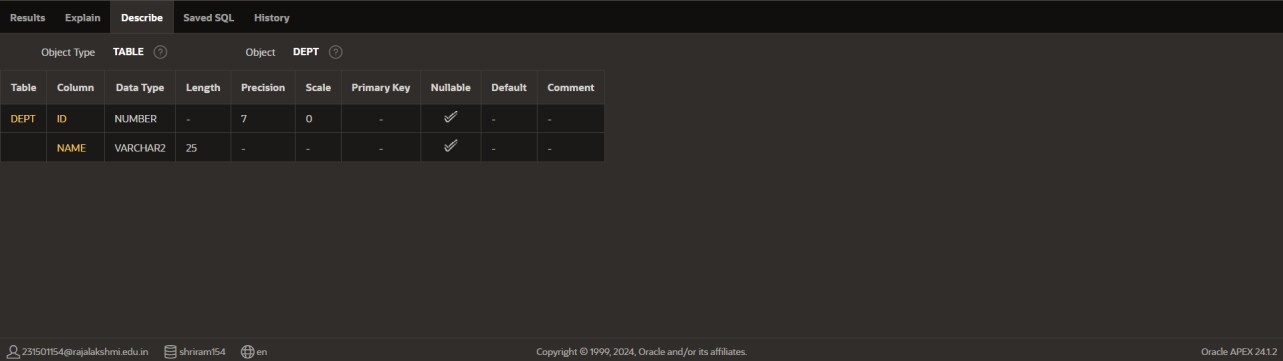 Results Explain Describe Saved SQL History
Object Type TABLE ? Object DEPT ?
Table Column Data Type Length Precision Scale Primary Key Nullable Default Comment
DEPT ID NUMBER - 7 0 - - -
NAME VARCHAR2 25 - - - - -
231501154@rajalakshmi.edu.in shriram154 en Copyright © 1999, 2024, Oracle and/or its affiliates. Oracle APEX 24.1.2